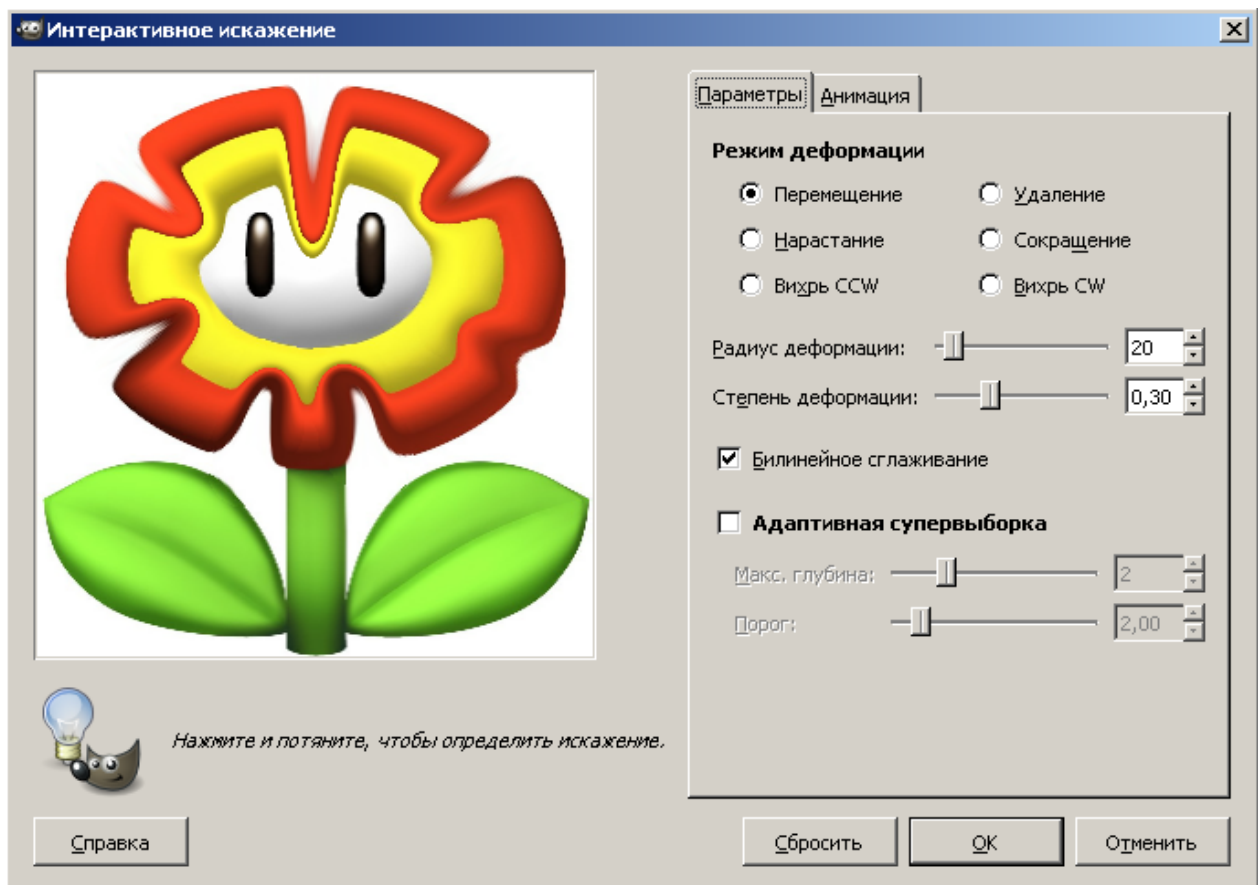 Интерактивное искажение
Параметры Анимация
Режим деформации
Перемещение Удаление
Нарастание Сокращение
Вихрь CCW Вихрь CW
Радиус деформации: 20
Степень деформации: 0,30
Билинейное сглаживание
Адаптивная супервыборка
Макс. глубина: 2
Порог: 2,00
Нажмите и потяните, чтобы определить искажение.
Справка Сбросить OK Отменить